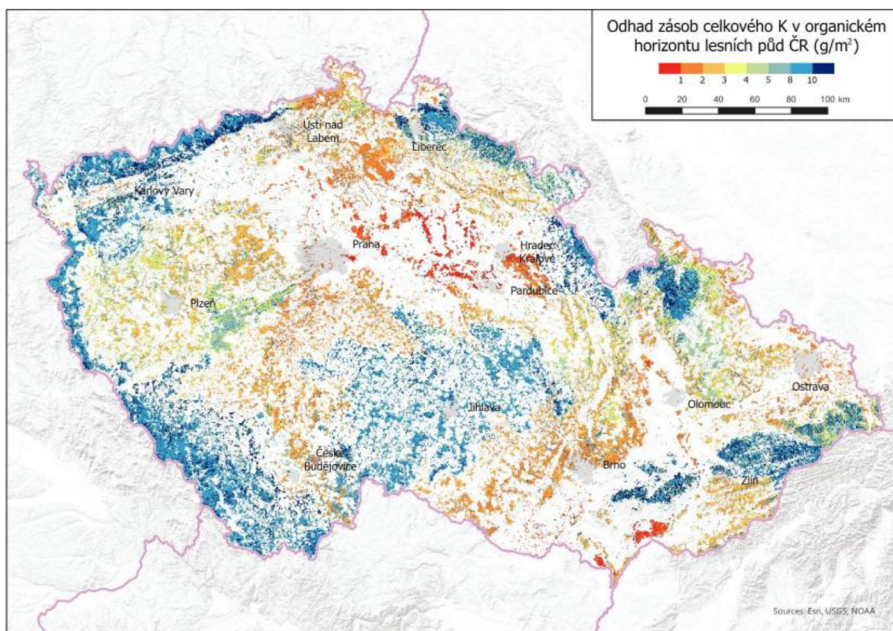 Odhad zásob celkového K v organickém
horizontu lesních půd ČR (g/m²)
1 2 3 4 5 8 10
0 20 40 60 80 100 km
Ústí nad
Labem
Liberec
Karlovy Vary
Praha
Hradec
Králové
Pardubice
Plzeň
Jihlava
Olomouc
Ostrava
České
Budějovice
Brno
Zlín
Sources: Esri, USGS, NOAA